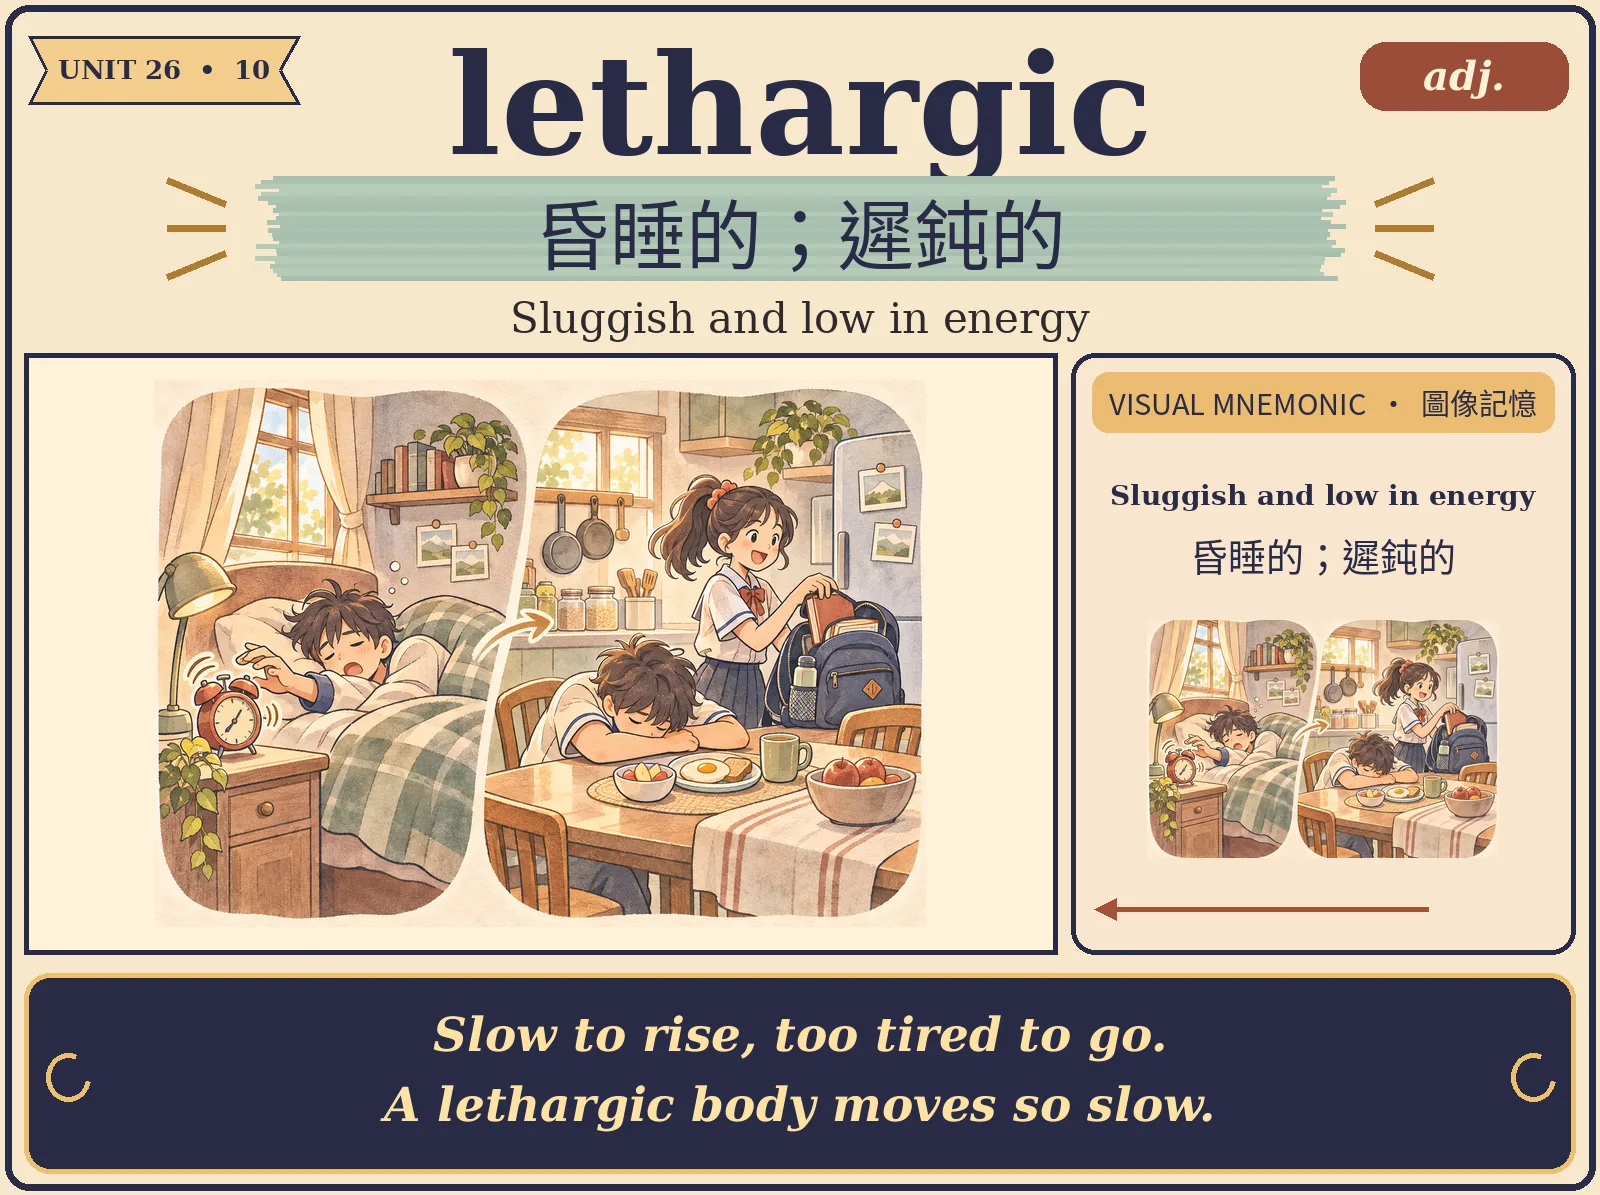 UNIT 26 • 10
lethargic
adj.
昏睡的；遲鈍的
Sluggish and low in energy
VISUAL MNEMONIC • 圖像記憶
Sluggish and low in energy
昏睡的；遲鈍的
Slow to rise, too tired to go.
A lethargic body moves so slow.